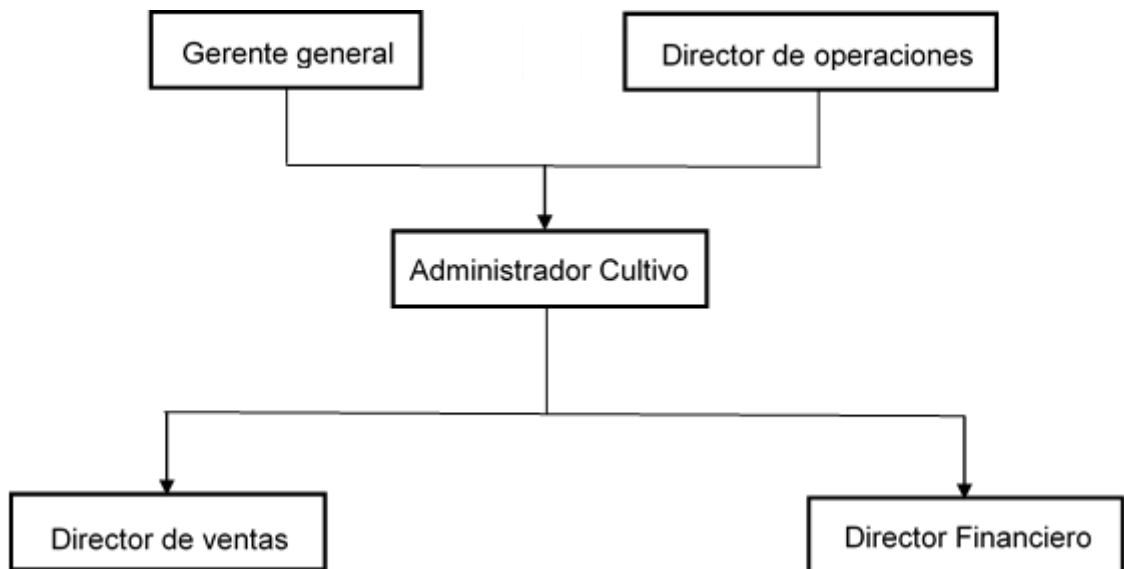 Gerente general
Director de operaciones
Administrador Cultivo
Director de ventas
Director Financiero